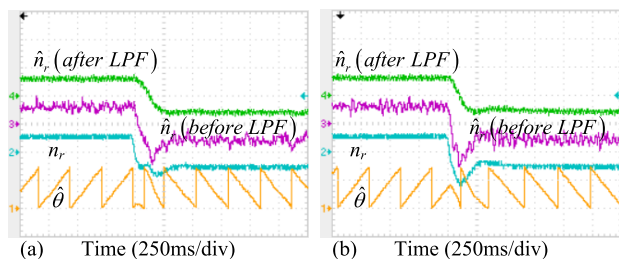 n̂r (after LPF)
4
3
n̂r (before LPF)
nr
2
θ̂
1
(a) Time (250ms/div)
n̂r (after LPF)
4
3
n̂r (before LPF)
nr
2
θ̂
1
(b) Time (250ms/div)